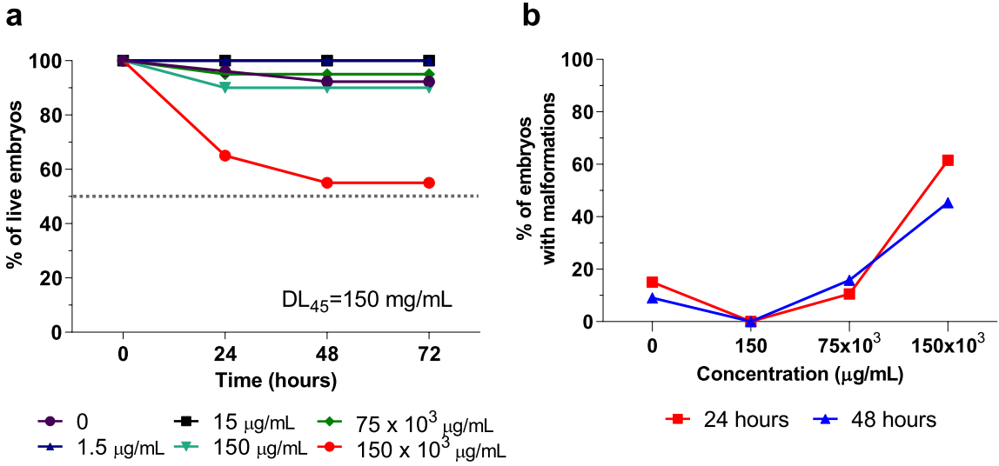 a
% of live embryos
100
80
60
40
20
0
DL45=150 mg/mL
0 24 48 72
Time (hours)
0
15 μg/mL
75 x 10³ μg/mL
1.5 μg/mL
150 μg/mL
150 x 10³ μg/mL
b
% of embryos
with malformations
100
80
60
40
20
0
0 150 75x10³ 150x10³
Concentration (μg/mL)
24 hours 48 hours